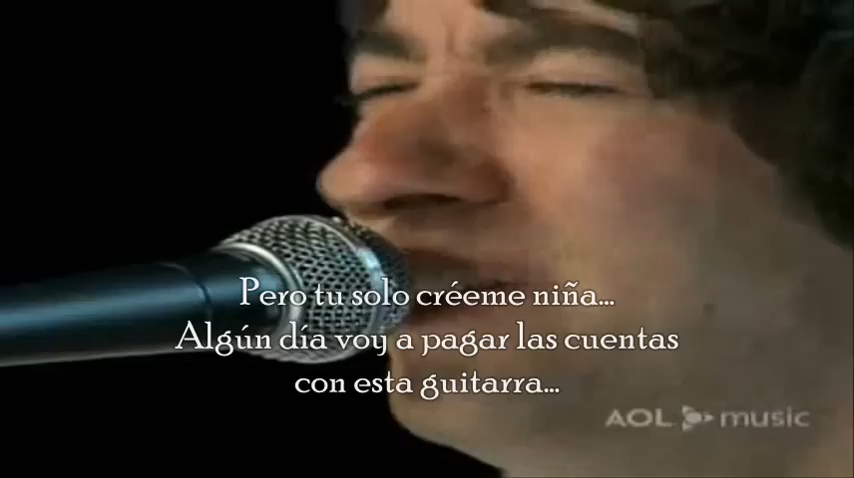 Pero tu solo créeme niña...
Algún día voy a pagar las cuentas
con esta guitarra...
AOL music